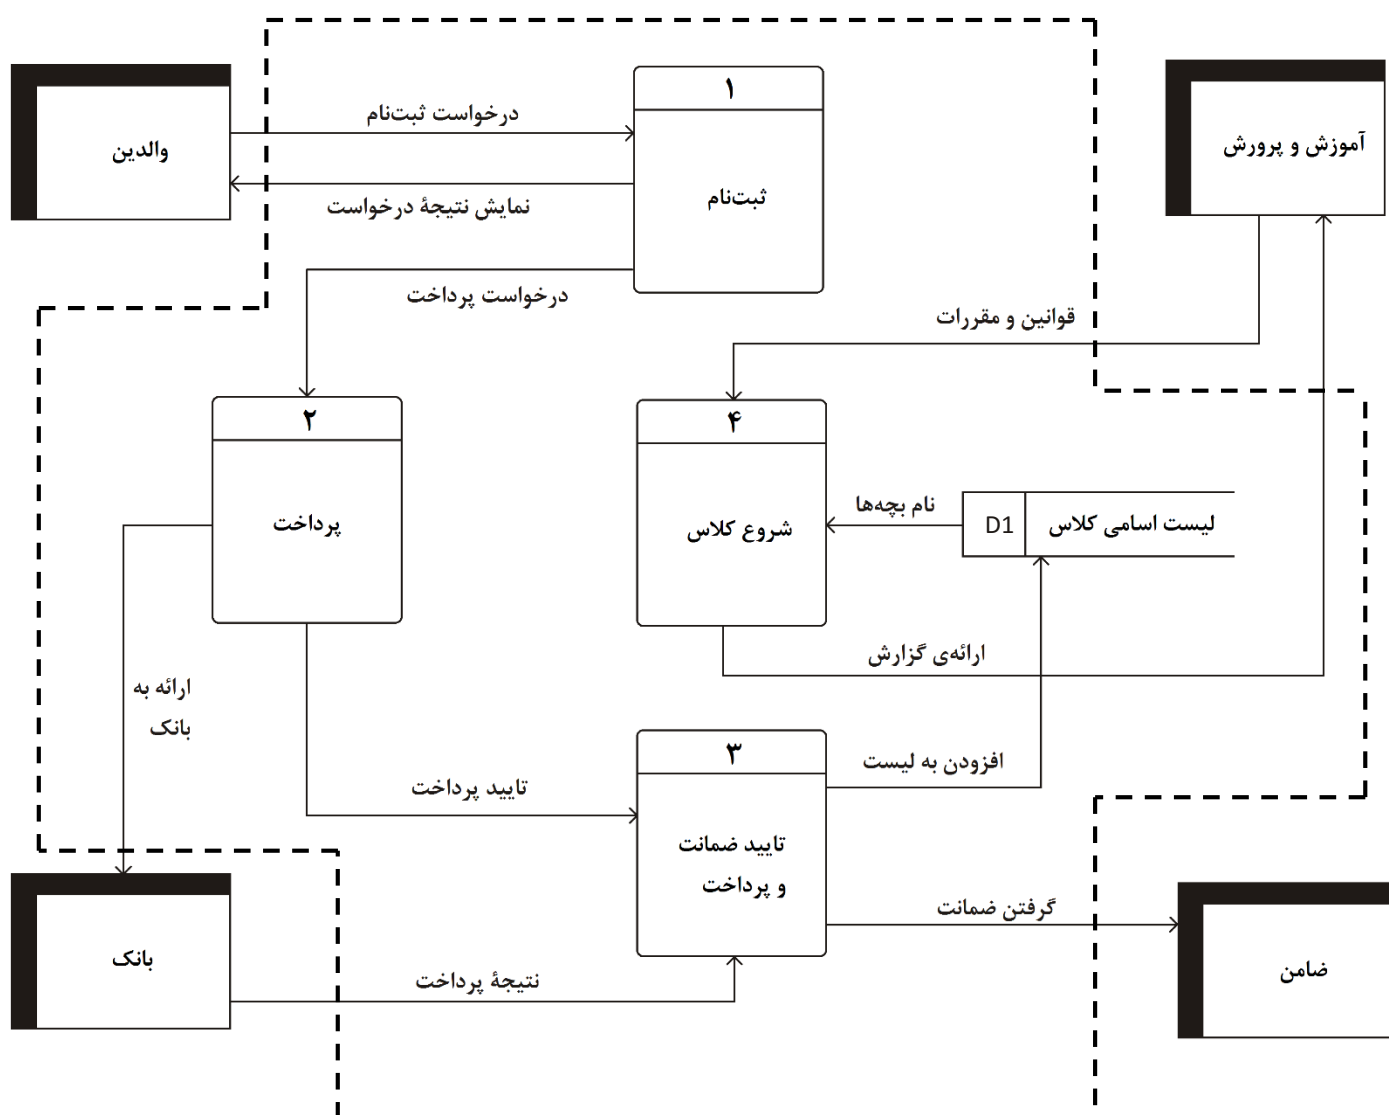 ۱
درخواست ثبت‌نام
والدین
آموزش و پرورش
ثبت‌نام
نمایش نتیجهٔ درخواست
درخواست پرداخت
قوانین و مقررات
۲
۴
پرداخت
شروع کلاس
نام بچه‌ها
D1
لیست اسامی کلاس
ارائه‌ی گزارش
ارائه به
بانک
۳
افزودن به لیست
تایید پرداخت
تایید ضمانت
و پرداخت
گرفتن ضمانت
بانک
ضامن
نتیجهٔ پرداخت